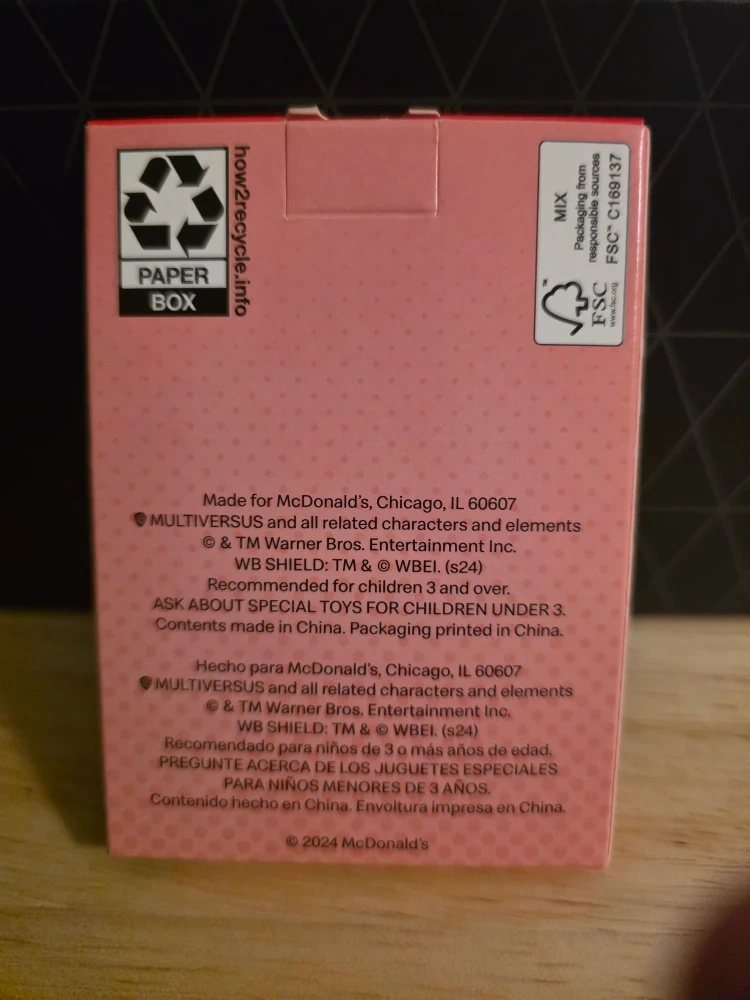 how2recycle.info
PAPER
BOX
MIX
Packaging from
responsible sources
FSC™ C169137
™
FSC
www.fsc.org
Made for McDonald's, Chicago, IL 60607
MULTIVERSUS and all related characters and elements
© & TM Warner Bros. Entertainment Inc.
WB SHIELD: TM & © WBEI. (s24)
Recommended for children 3 and over.
ASK ABOUT SPECIAL TOYS FOR CHILDREN UNDER 3.
Contents made in China. Packaging printed in China.
Hecho para McDonald's, Chicago, IL 60607
MULTIVERSUS and all related characters and elements
© & TM Warner Bros. Entertainment Inc.
WB SHIELD: TM & © WBEI. (s24)
Recomendado para niños de 3 o más años de edad.
PREGUNTE ACERCA DE LOS JUGUETES ESPECIALES
PARA NIÑOS MENORES DE 3 AÑOS.
Contenido hecho en China. Envoltura impresa en China.
© 2024 McDonald's